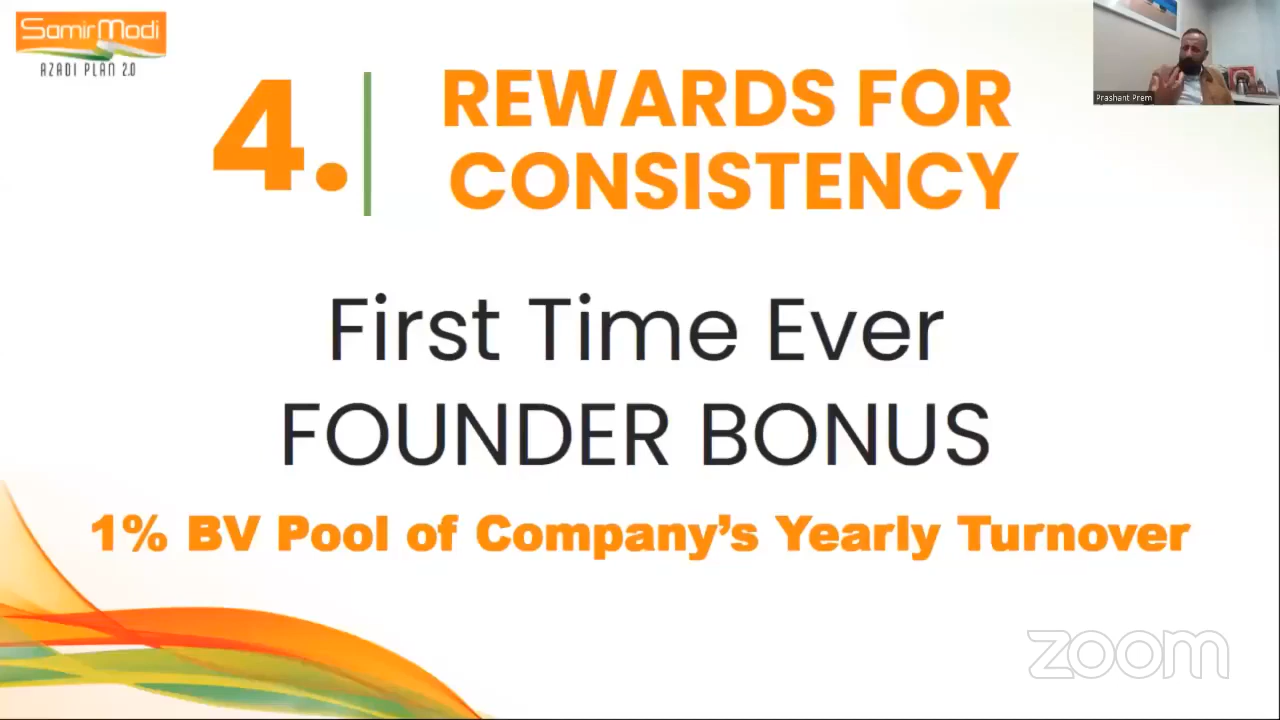 SamirModi
AZADI PLAN 2.0
Prashant Prem
4.
REWARDS FOR
CONSISTENCY
First Time Ever
FOUNDER BONUS
1% BV Pool of Company’s Yearly Turnover
zoom